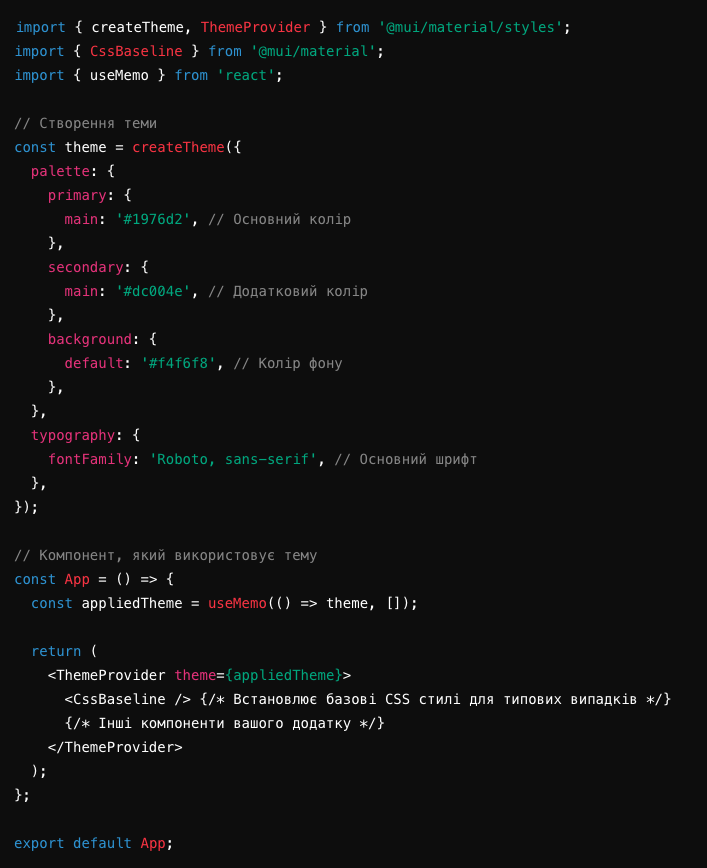 import { createTheme, ThemeProvider } from '@mui/material/styles';
import { CssBaseline } from '@mui/material';
import { useMemo } from 'react';

// Створення теми
const theme = createTheme({
  palette: {
    primary: {
      main: '#1976d2', // Основний колір
    },
    secondary: {
      main: '#dc004e', // Додатковий колір
    },
    background: {
      default: '#f4f6f8', // Колір фону
    },
  },
  typography: {
    fontFamily: 'Roboto, sans-serif', // Основний шрифт
  },
});

// Компонент, який використовує тему
const App = () => {
  const appliedTheme = useMemo(() => theme, []);

  return (
    <ThemeProvider theme={appliedTheme}>
      <CssBaseline /> {/* Встановлює базові CSS стилі для типових випадків */}
      {/* Інші компоненти вашого додатку */}
    </ThemeProvider>
  );
};

export default App;